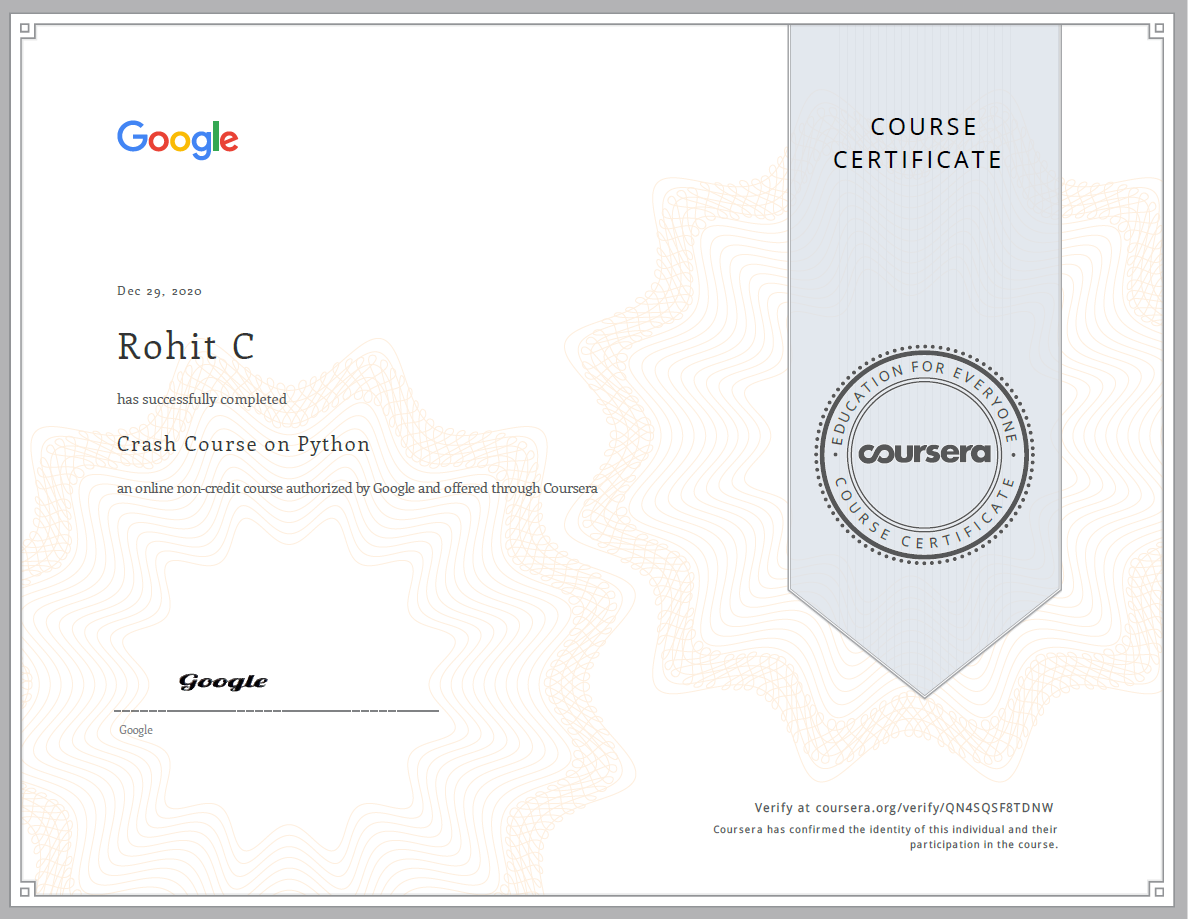 Google
COURSE
CERTIFICATE
Dec 29, 2020
Rohit C
has successfully completed
Crash Course on Python
an online non-credit course authorized by Google and offered through Coursera
EDUCATION FOR EVERYONE
coursera
COURSE CERTIFICATE
Google
Google
Verify at coursera.org/verify/QN4SQSF8TDNW
Coursera has confirmed the identity of this individual and their
participation in the course.